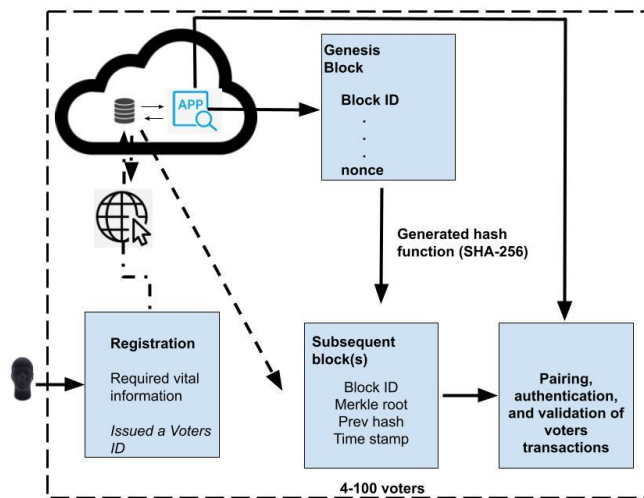 APP
Genesis
Block
Block ID
.
.
.
nonce
Generated hash
function (SHA-256)
Registration
Required vital
information
Issued a Voters
ID
Subsequent
block(s)
Block ID
Merkle root
Prev hash
Time stamp
Pairing,
authentication,
and validation of
voters
transactions
4-100 voters